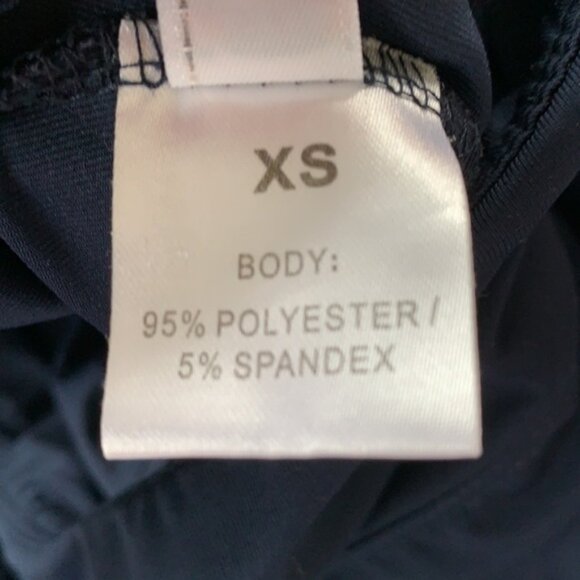 XS
BODY:
95% POLYESTER /
5% SPANDEX